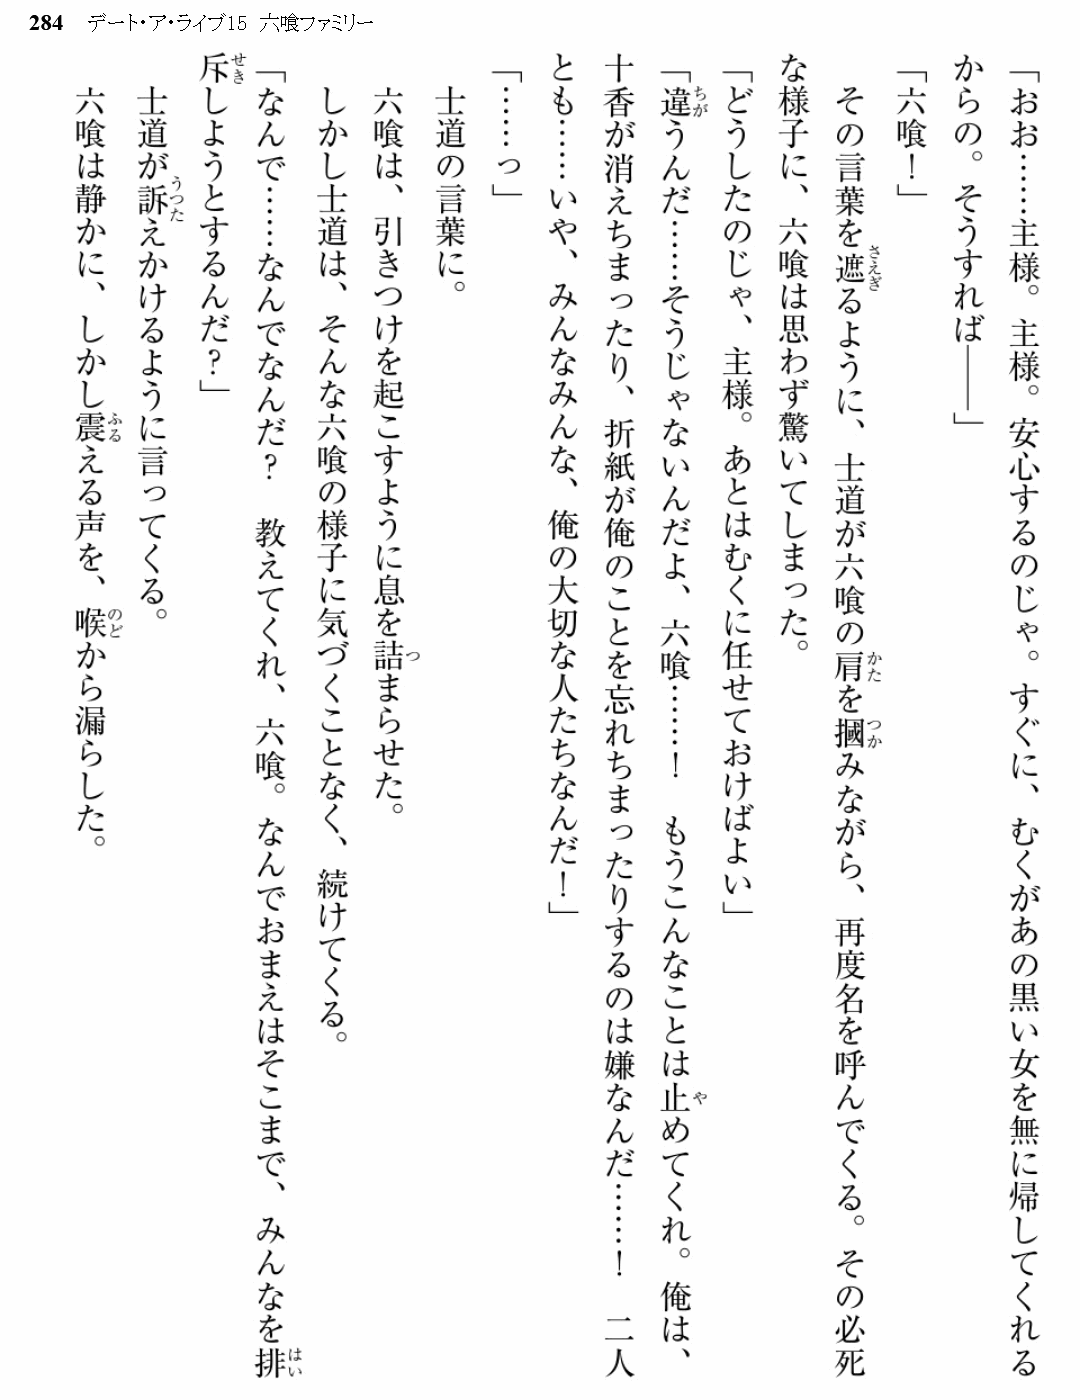 284 デート・ア・ライブ15 六喰ファミリー
「おお……主様。主様。安心するのじゃ。すぐに、むくがあの黒い女を無に帰してくれる
からの。そうすれば――」
「六喰！」
その言葉を遮るように、士道が六喰の肩を摑みながら、再度名を呼んでくる。その必死
な様子に、六喰は思わず驚いてしまった。
「どうしたのじゃ、主様。あとはむくに任せておけばよい」
「違うんだ……そうじゃないんだよ、六喰……！　もうこんなことは止めてくれ。俺は、
十香が消えちまったり、折紙が俺のことを忘れちまったりするのは嫌なんだ……！　二人
とも……いや、みんなみんな、俺の大切な人たちなんだ！」
「……っ」
士道の言葉に。
六喰は、引きつけを起こすように息を詰まらせた。
しかし士道は、そんな六喰の様子に気づくことなく、続けてくる。
「なんで……なんでなんだ？　教えてくれ、六喰。なんでおまえはそこまで、みんなを排
斥しようとするんだ？」
士道が訴えかけるように言ってくる。
六喰は静かに、しかし震える声を、喉から漏らした。